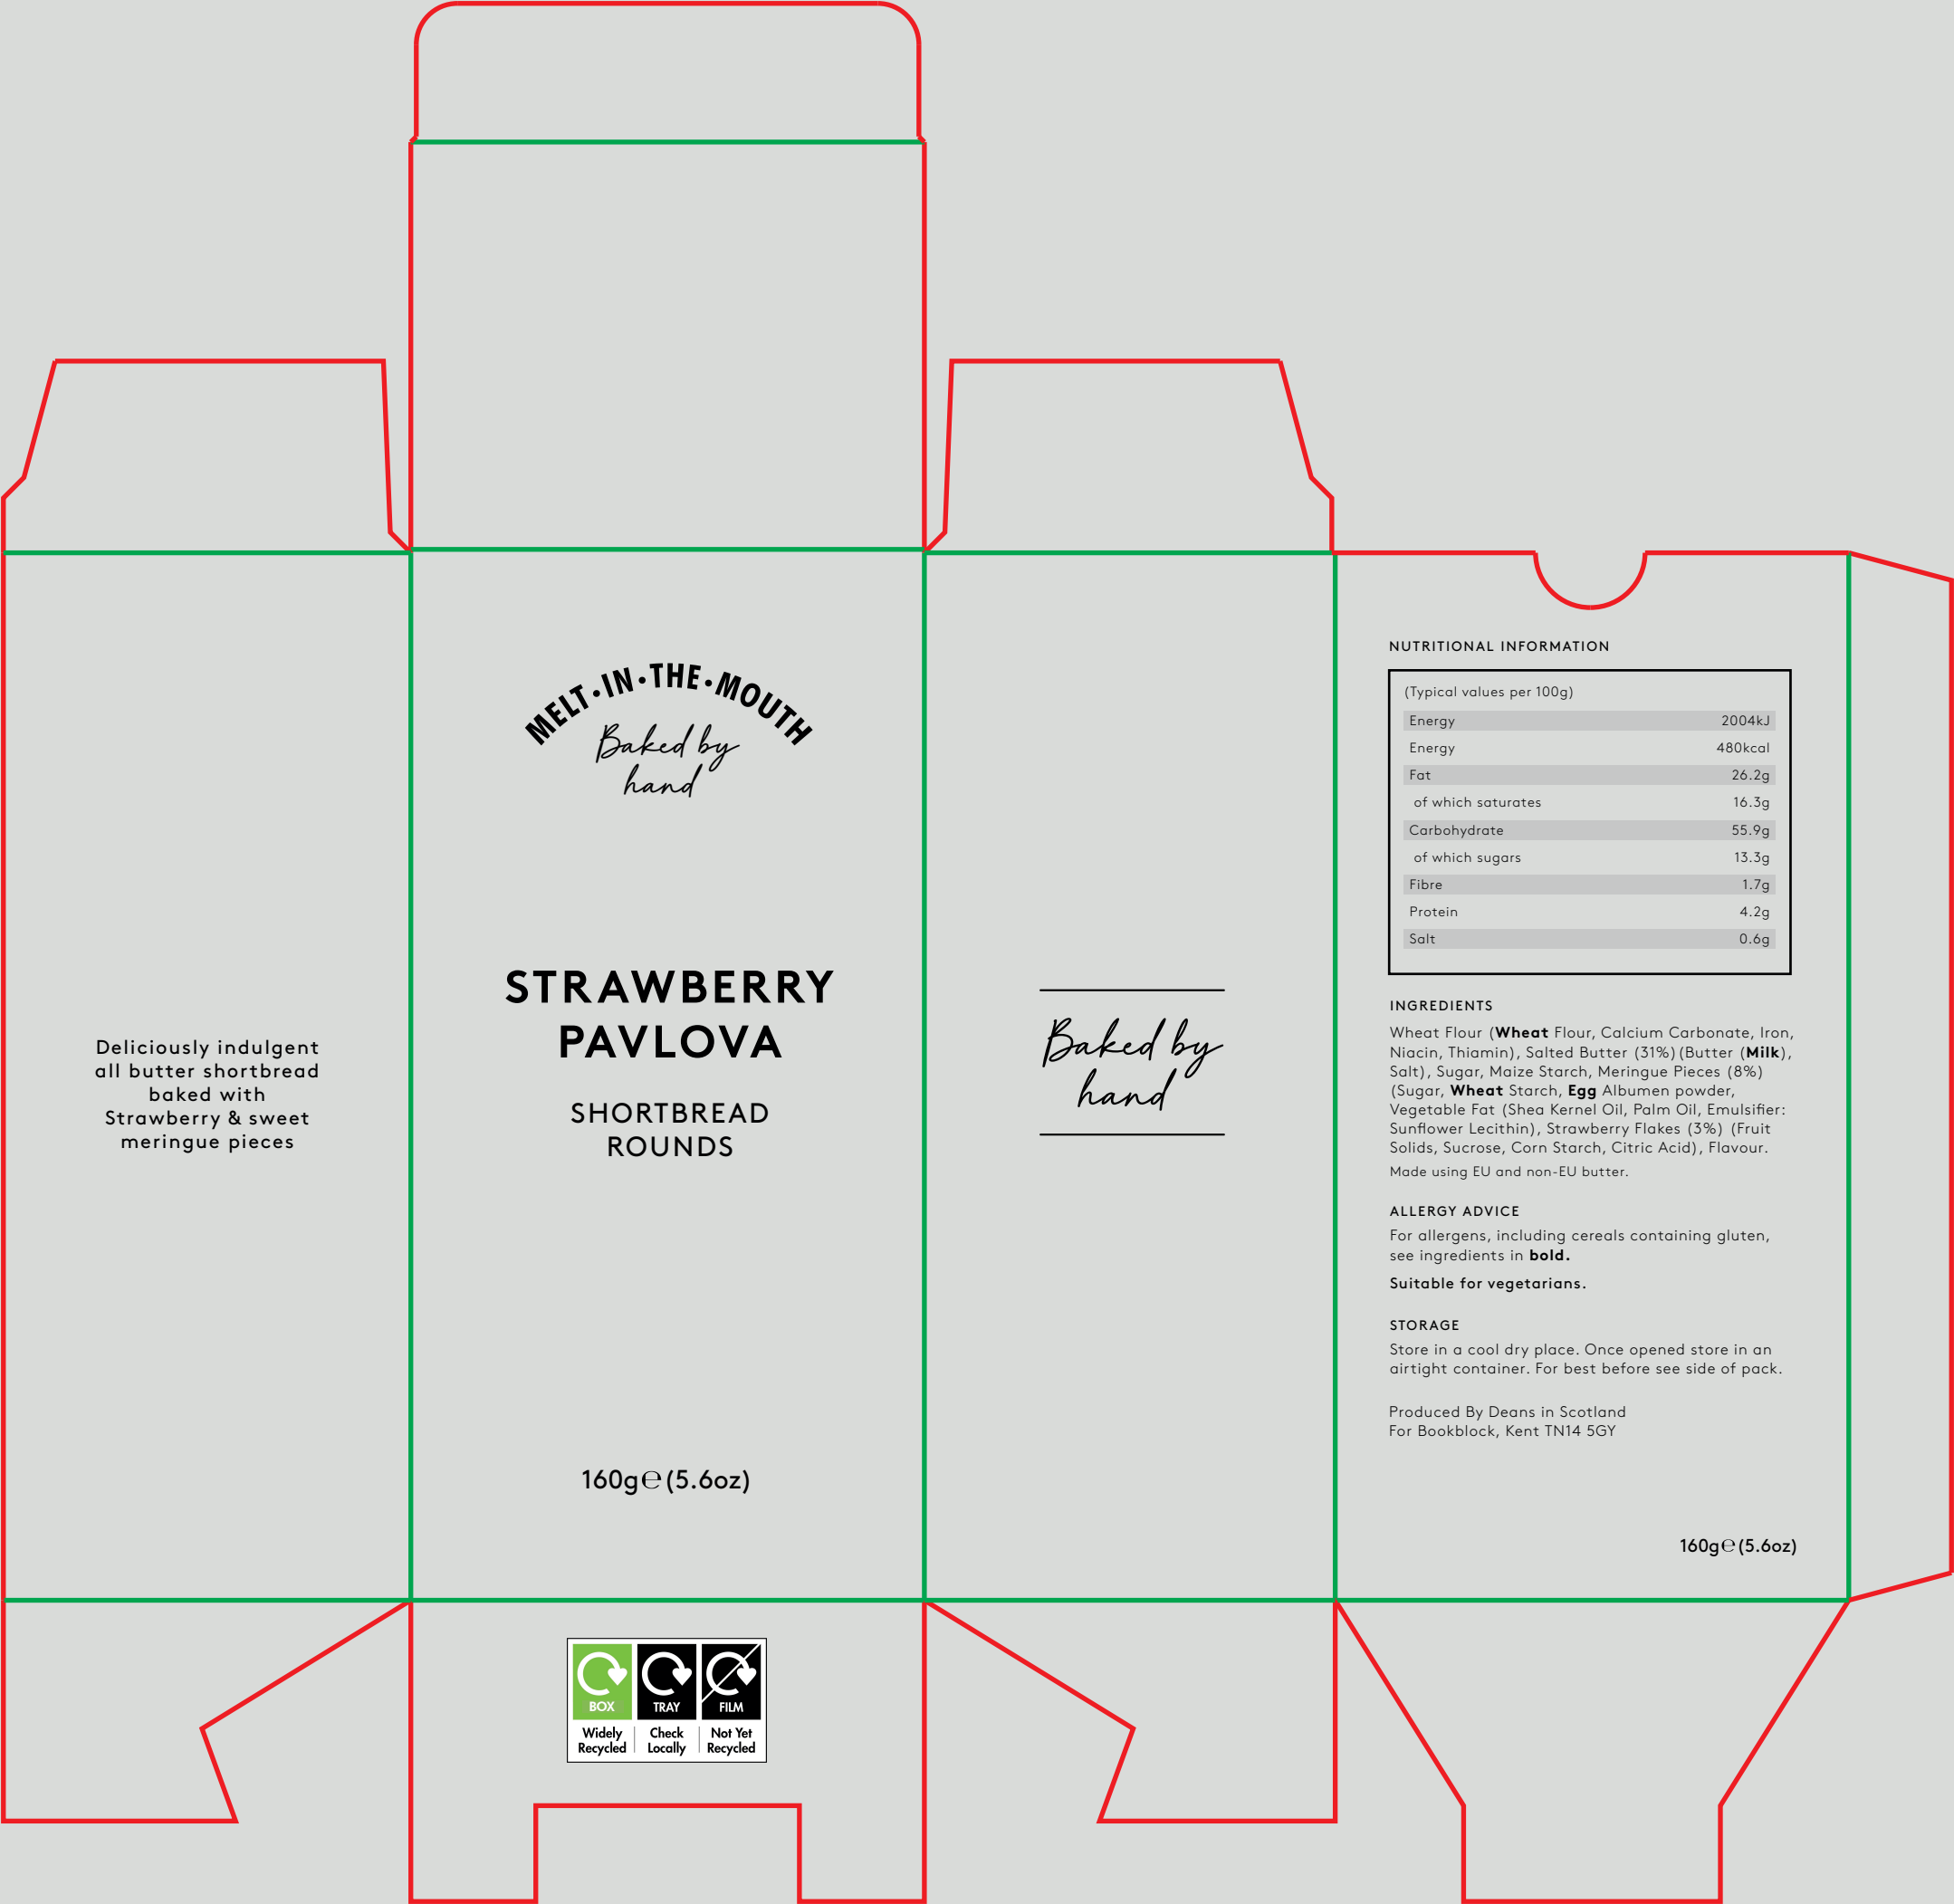 Deliciously indulgent
all butter shortbread
baked with
Strawberry & sweet
meringue pieces
MELT·IN·THE·MOUTH
Baked by
hand
STRAWBERRY
PAVLOVA
SHORTBREAD
ROUNDS
160g℮(5.6oz)
BOX
Widely
Recycled
TRAY
Check
Locally
FILM
Not Yet
Recycled
Baked by
hand
NUTRITIONAL INFORMATION
(Typical values per 100g)
Energy 2004kJ
Energy 480kcal
Fat 26.2g
of which saturates 16.3g
Carbohydrate 55.9g
of which sugars 13.3g
Fibre 1.7g
Protein 4.2g
Salt 0.6g
INGREDIENTS
Wheat Flour (Wheat Flour, Calcium Carbonate, Iron,
Niacin, Thiamin), Salted Butter (31%)(Butter (Milk),
Salt), Sugar, Maize Starch, Meringue Pieces (8%)
(Sugar, Wheat Starch, Egg Albumen powder,
Vegetable Fat (Shea Kernel Oil, Palm Oil, Emulsifier:
Sunflower Lecithin), Strawberry Flakes (3%) (Fruit
Solids, Sucrose, Corn Starch, Citric Acid), Flavour.
Made using EU and non-EU butter.
ALLERGY ADVICE
For allergens, including cereals containing gluten,
see ingredients in bold.
Suitable for vegetarians.
STORAGE
Store in a cool dry place. Once opened store in an
airtight container. For best before see side of pack.
Produced By Deans in Scotland
For Bookblock, Kent TN14 5GY
160g℮(5.6oz)